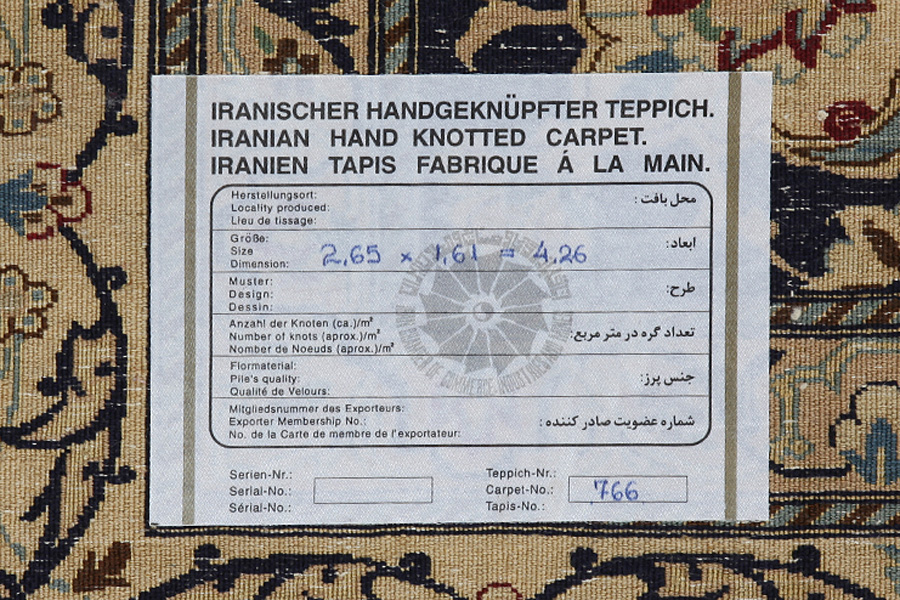 IRANISCHER HANDGEKNÜPFTER TEPPICH.
IRANIAN HAND KNOTTED CARPET.
IRANIEN TAPIS FABRIQUE Á LA MAIN.
Herstellungsort:
Locality produced:
Lieu de tissage:
محل بافت :
Größe:
Size
Dimension:
2,65 × 1,61 = 4,26
ابعاد:
Muster:
Design:
Dessin:
طرح:
Anzahl der Knoten (ca.)/m²
Number of knots (aprox.)/m²
Nomber de Noeuds (aprox.)/m²
تعداد گره در متر مربع:
Flormaterial:
Pile's quality:
Qualité de Velours:
جنس پرز:
Mitgliedsnummer des Exporteurs:
Exporter Membership No.:
No. de la Carte de membre de l'exportateur:
شماره عضویت صادر کننده :
Serien-Nr.:
Serial-No.:
Sérial-No.:
Teppich-Nr.:
Carpet-No.:
Tapis-No.:
766